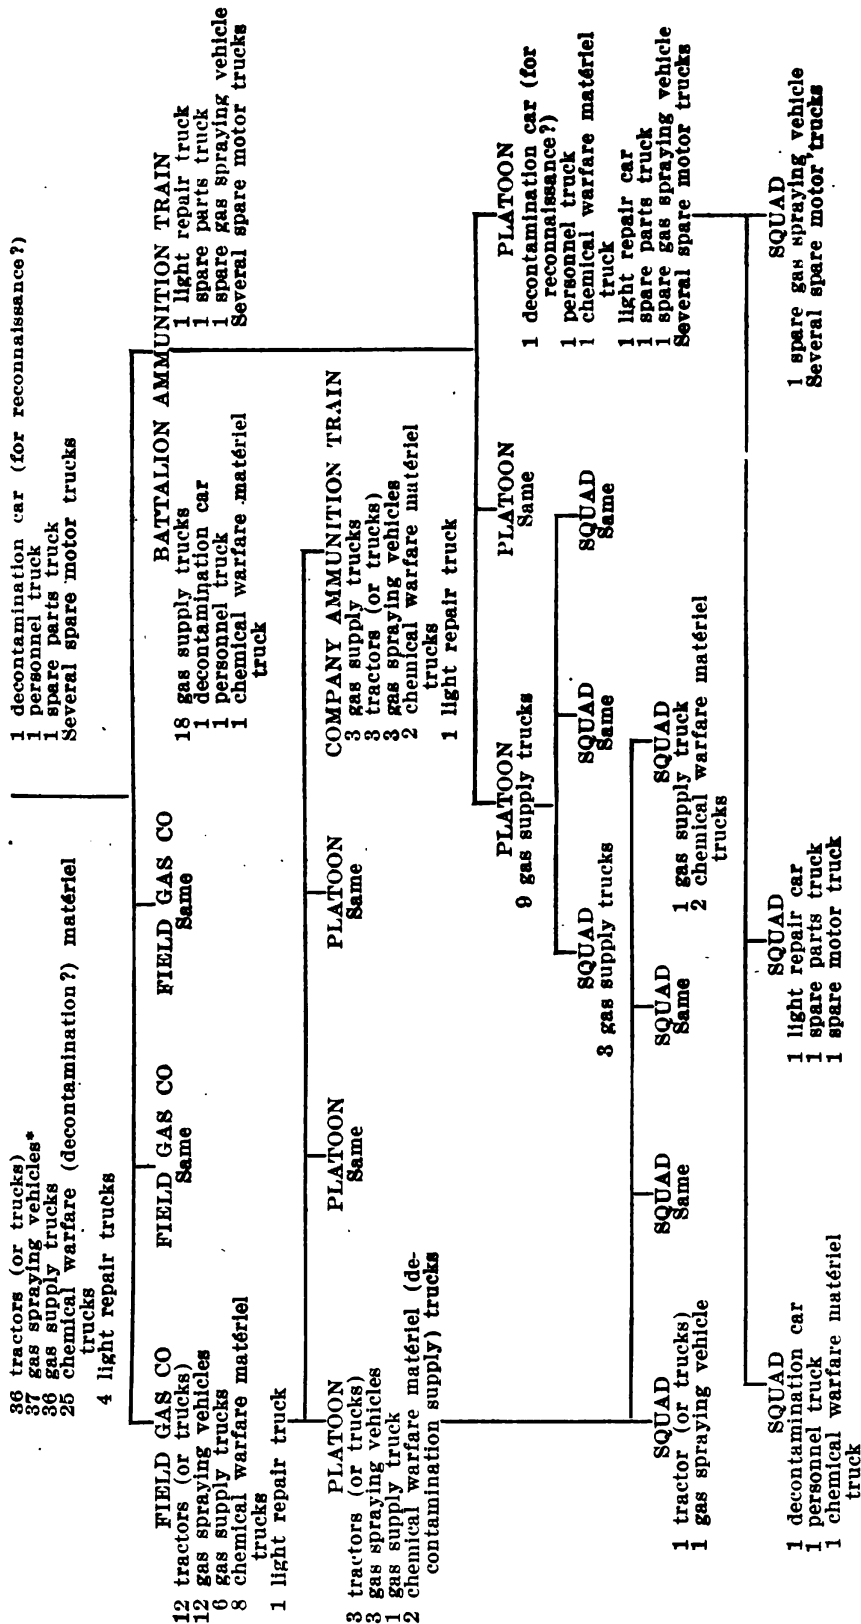 36 tractors (or trucks)
37 gas spraying vehicles*
36 gas supply trucks
25 chemical warfare (decontamination?) matériel
trucks
4 light repair trucks
1 decontamination car (for reconnaissance?)
1 personnel truck
1 spare parts truck
Several spare motor trucks
FIELD GAS CO
12 tractors (or trucks)
12 gas spraying vehicles
6 gas supply trucks
8 chemical warfare matériel
trucks
1 light repair truck
FIELD GAS CO
Same
FIELD GAS CO
Same
BATTALION AMMUNITION TRAIN
18 gas supply trucks
1 decontamination car
1 personnel truck
1 chemical warfare matériel
truck
1 light repair truck
1 spare parts truck
1 spare gas spraying vehicle
Several spare motor trucks
PLATOON
3 tractors (or trucks)
3 gas spraying vehicles
1 gas supply truck
2 chemical warfare matériel (de-
contamination supply) trucks
PLATOON
Same
PLATOON
Same
COMPANY AMMUNITION TRAIN
3 gas supply trucks
3 tractors (or trucks)
3 gas spraying vehicles
2 chemical warfare matériel
trucks
1 light repair truck
PLATOON
9 gas supply trucks
PLATOON
Same
PLATOON
1 decontamination car (for
reconnaissance?)
1 personnel truck
1 chemical warfare matériel
truck
1 light repair car
1 spare parts truck
1 spare gas spraying vehicle
Several spare motor trucks
SQUAD
3 gas supply trucks
SQUAD
Same
SQUAD
Same
SQUAD
1 tractor (or trucks)
1 gas spraying vehicle
SQUAD
Same
SQUAD
Same
SQUAD
1 gas supply truck
2 chemical warfare matériel
trucks
SQUAD
1 decontamination car
1 personnel truck
1 chemical warfare matériel
truck
SQUAD
1 light repair car
1 spare parts truck
1 spare motor truck
SQUAD
1 spare gas spraying vehicle
Several spare motor trucks